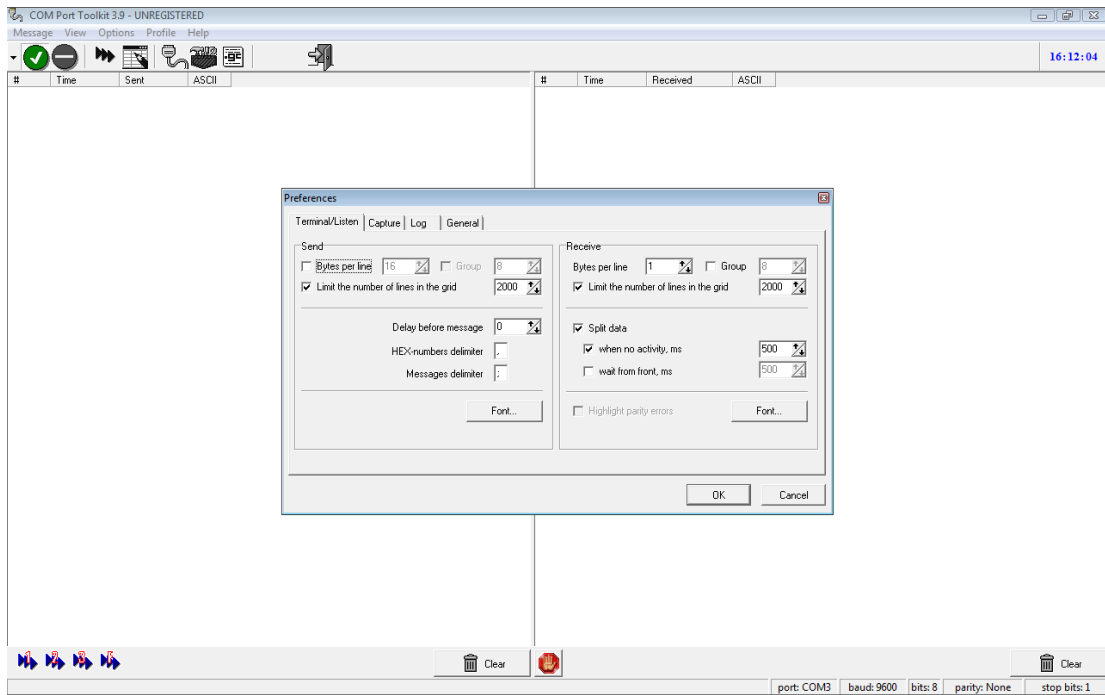 COM Port Toolkit 3.9 - UNREGISTERED
Message View Options Profile Help
16:12:04
# Time Sent ASCII # Time Received ASCII
Preferences
Terminal/Listen Capture Log General
Send
Bytes per line 16 Group 8
Limit the number of lines in the grid 2000
Delay before message 0
HEX-numbers delimiter ,
Messages delimiter ;
Font...
Receive
Bytes per line 1 Group 8
Limit the number of lines in the grid 2000
Split data
when no activity, ms 500
wait from front, ms 500
Highlight parity errors Font...
OK Cancel
Clear Clear
port: COM3 baud: 9600 bits: 8 parity: None stop bits: 1